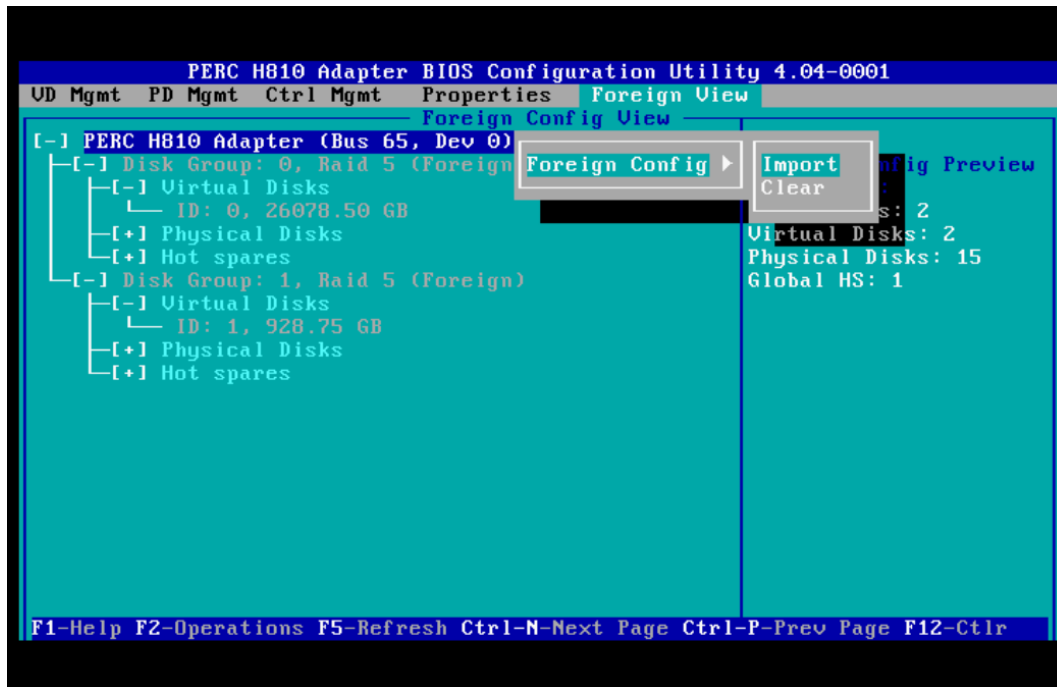 PERC H810 Adapter BIOS Configuration Utility 4.04-0001
VD Mgmt PD Mgmt Ctrl Mgmt Properties Foreign View
Foreign Config View
[-] PERC H810 Adapter (Bus 65, Dev 0)
[-] Disk Group: 0, Raid 5 (Foreign
[-] Virtual Disks
ID: 0, 26078.50 GB
[+] Physical Disks
[+] Hot spares
[-] Disk Group: 1, Raid 5 (Foreign)
[-] Virtual Disks
ID: 1, 928.75 GB
[+] Physical Disks
[+] Hot spares
Foreign Config
Import
Clear
ig Preview
s: 2
Virtual Disks: 2
Physical Disks: 15
Global HS: 1
F1-Help F2-Operations F5-Refresh Ctrl-N-Next Page Ctrl-P-Prev Page F12-Ctlr